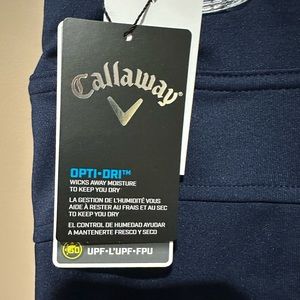 Callaway
OPTI•DRI™
WICKS AWAY MOISTURE
TO KEEP YOU DRY
LA GESTION DE L'HUMIDITÉ VOUS
AIDE À RESTER AU FRAIS ET AU SEC
TO KEEP YOU DRY
EL CONTROL DE HUMEDAD AYUDAR
A MANTENERTE FRESCO Y SECO
50 UPF•L'UPF•FPU